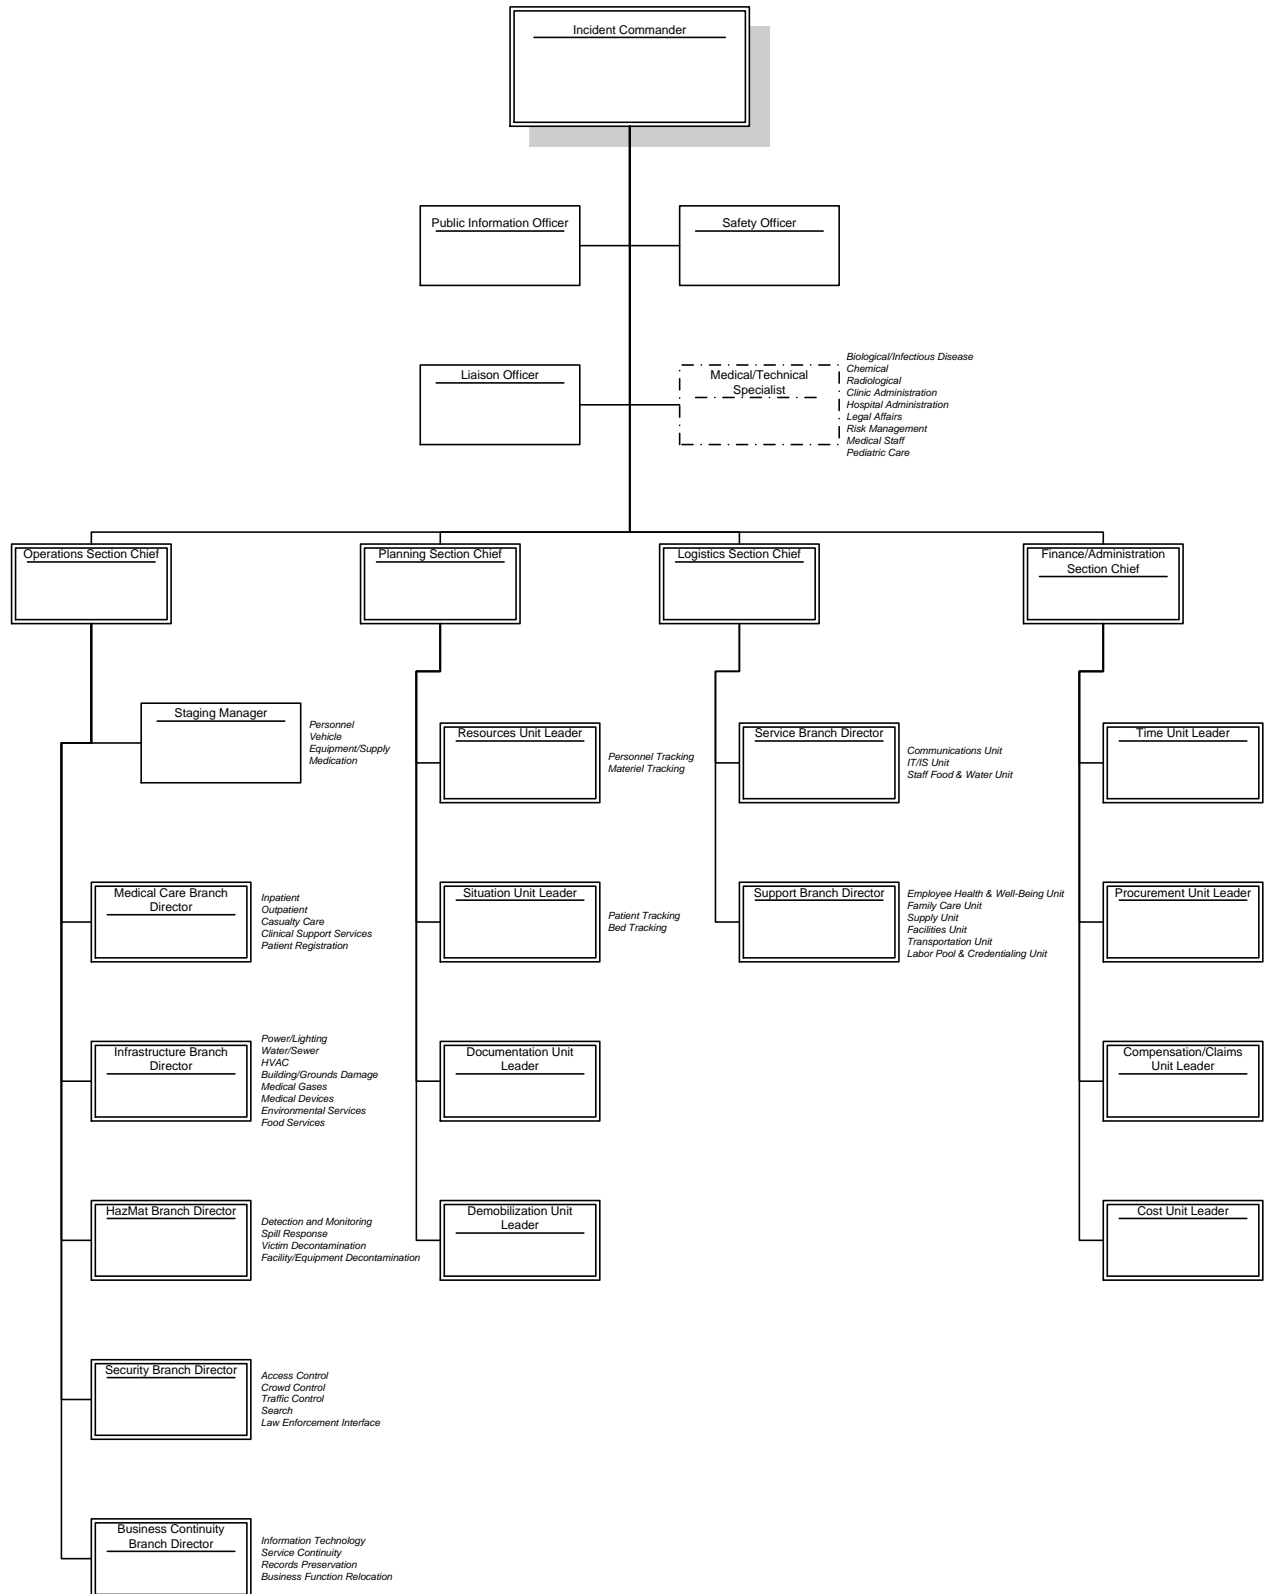 Incident Commander
Public Information Officer
Safety Officer
Liaison Officer
Medical/Technical
Specialist
Biological/Infectious Disease
Chemical
Radiological
Clinic Administration
Hospital Administration
Legal Affairs
Risk Management
Medical Staff
Pediatric Care
Operations Section Chief
Planning Section Chief
Logistics Section Chief
Finance/Administration
Section Chief
Staging Manager
Personnel
Vehicle
Equipment/Supply
Medication
Resources Unit Leader
Personnel Tracking
Materiel Tracking
Service Branch Director
Communications Unit
IT/IS Unit
Staff Food & Water Unit
Time Unit Leader
Medical Care Branch
Director
Inpatient
Outpatient
Casualty Care
Clinical Support Services
Patient Registration
Situation Unit Leader
Patient Tracking
Bed Tracking
Support Branch Director
Employee Health & Well-Being Unit
Family Care Unit
Supply Unit
Facilities Unit
Transportation Unit
Labor Pool & Credentialing Unit
Procurement Unit Leader
Infrastructure Branch
Director
Power/Lighting
Water/Sewer
HVAC
Building/Grounds Damage
Medical Gases
Medical Devices
Environmental Services
Food Services
Documentation Unit
Leader
Compensation/Claims
Unit Leader
HazMat Branch Director
Detection and Monitoring
Spill Response
Victim Decontamination
Facility/Equipment Decontamination
Demobilization Unit
Leader
Cost Unit Leader
Security Branch Director
Access Control
Crowd Control
Traffic Control
Search
Law Enforcement Interface
Business Continuity
Branch Director
Information Technology
Service Continuity
Records Preservation
Business Function Relocation